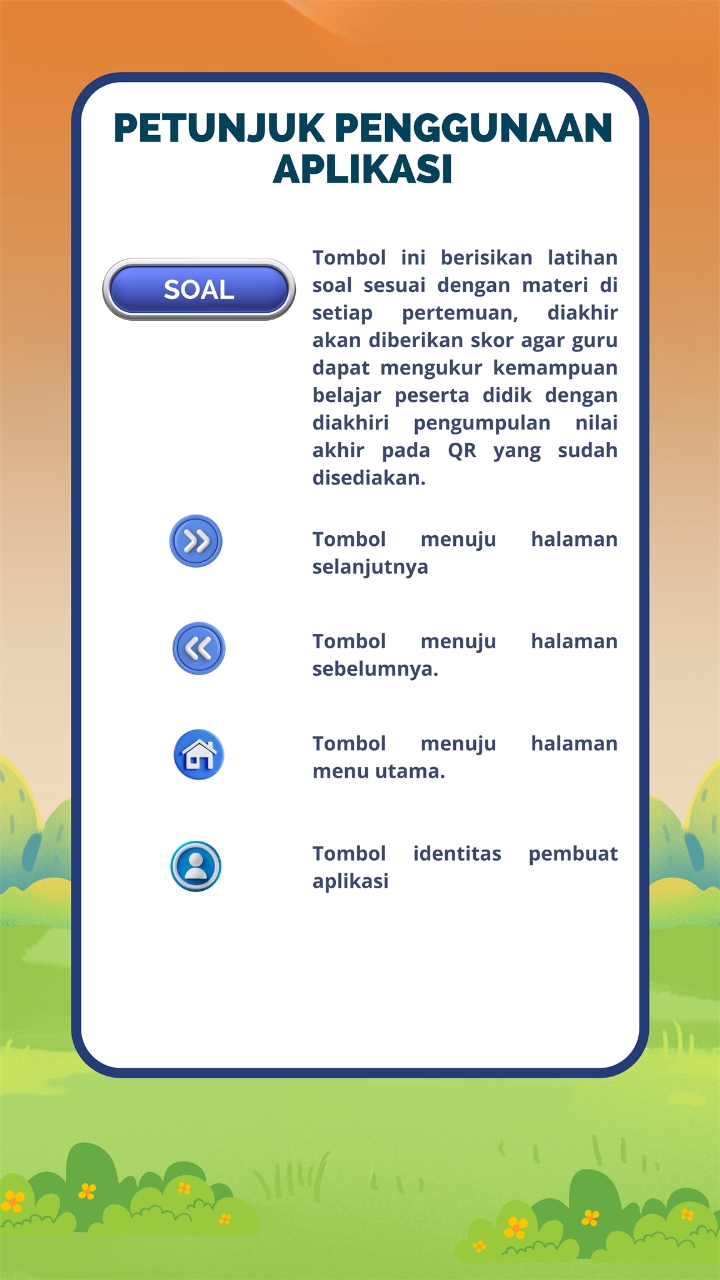 PETUNJUK PENGGUNAAN
APLIKASI
SOAL
Tombol ini berisikan latihan
soal sesuai dengan materi di
setiap pertemuan, diakhir
akan diberikan skor agar guru
dapat mengukur kemampuan
belajar peserta didik dengan
diakhiri pengumpulan nilai
akhir pada QR yang sudah
disediakan.
Tombol menuju halaman
selanjutnya
Tombol menuju halaman
sebelumnya.
Tombol menuju halaman
menu utama.
Tombol identitas pembuat
aplikasi